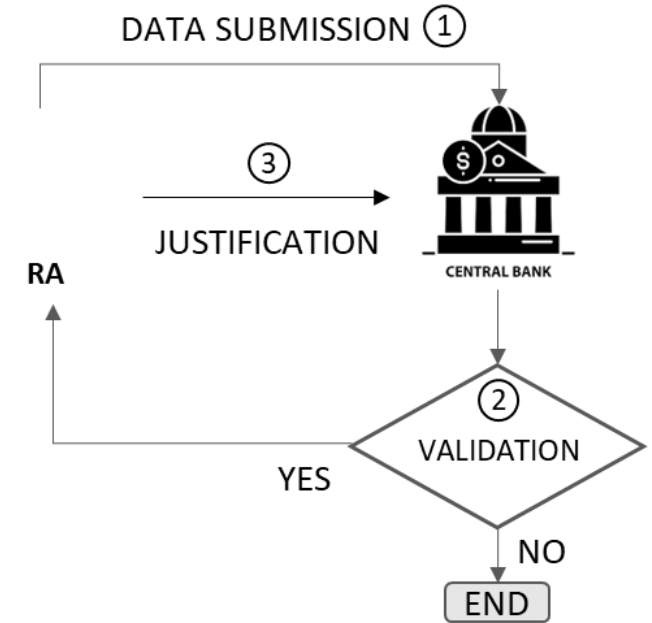 DATA SUBMISSION 1
$
3
JUSTIFICATION
RA
CENTRAL BANK
2
VALIDATION
YES
NO
END